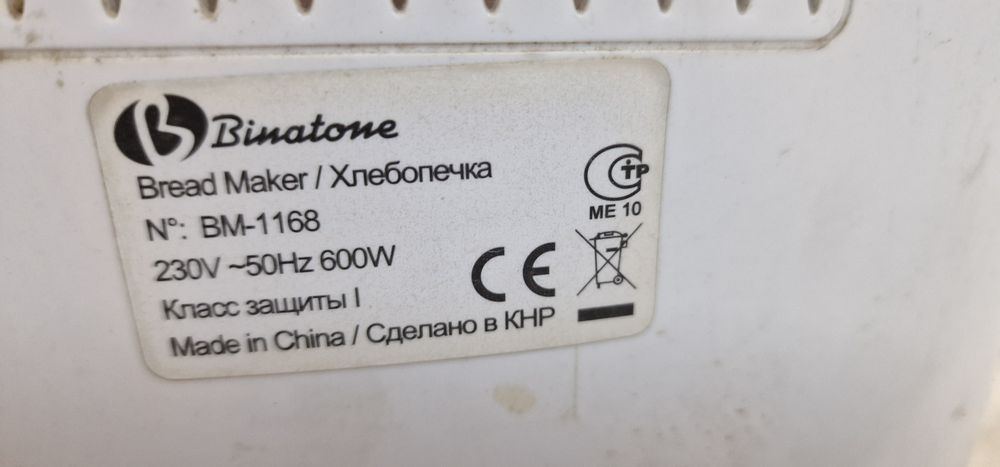 Binatone
Bread Maker / Хлебопечка
N°: BM-1168
230V ~50Hz 600W
Класс защиты I
Made in China / Сделано в КНР
ТР
ME 10
CE